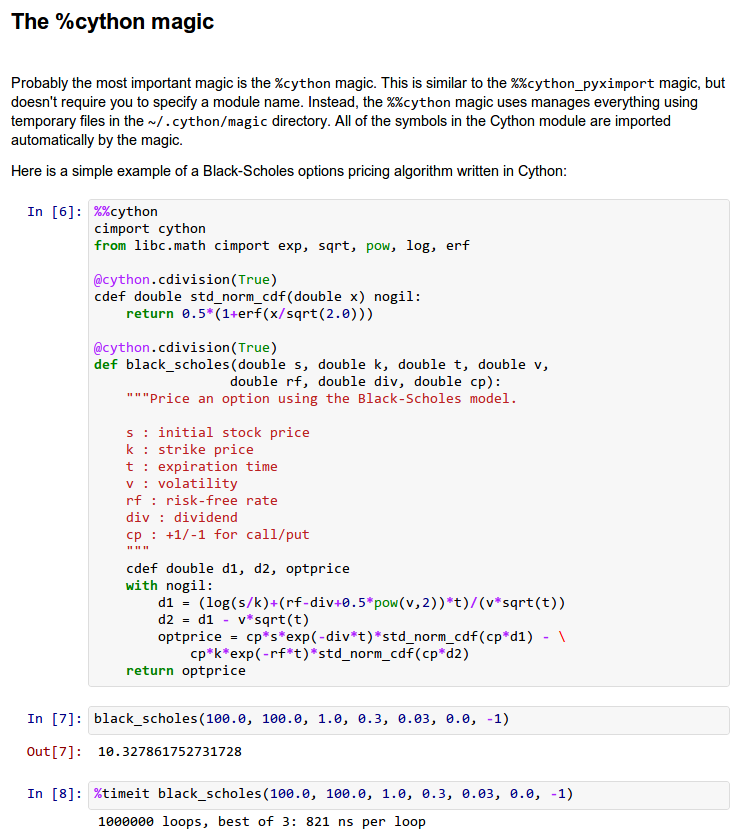 The %cython magic
Probably the most important magic is the %cython magic. This is similar to the %%cython_pyximport magic, but
doesn't require you to specify a module name. Instead, the %%cython magic uses manages everything using
temporary files in the ~/.cython/magic directory. All of the symbols in the Cython module are imported
automatically by the magic.
Here is a simple example of a Black-Scholes options pricing algorithm written in Cython:
In [6]: %%cython
cimport cython
from libc.math cimport exp, sqrt, pow, log, erf
@cython.cdivision(True)
cdef double std_norm_cdf(double x) nogil:
    return 0.5*(1+erf(x/sqrt(2.0)))
@cython.cdivision(True)
def black_scholes(double s, double k, double t, double v,
                 double rf, double div, double cp):
    """Price an option using the Black-Scholes model.
    s : initial stock price
    k : strike price
    t : expiration time
    v : volatility
    rf : risk-free rate
    div : dividend
    cp : +1/-1 for call/put
    """
    cdef double d1, d2, optprice
    with nogil:
        d1 = (log(s/k)+(rf-div+0.5*pow(v,2))*t)/(v*sqrt(t))
        d2 = d1 - v*sqrt(t)
        optprice = cp*s*exp(-div*t)*std_norm_cdf(cp*d1) - \
            cp*k*exp(-rf*t)*std_norm_cdf(cp*d2)
    return optprice
In [7]: black_scholes(100.0, 100.0, 1.0, 0.3, 0.03, 0.0, -1)
Out[7]: 10.327861752731728
In [8]: %timeit black_scholes(100.0, 100.0, 1.0, 0.3, 0.03, 0.0, -1)
1000000 loops, best of 3: 821 ns per loop